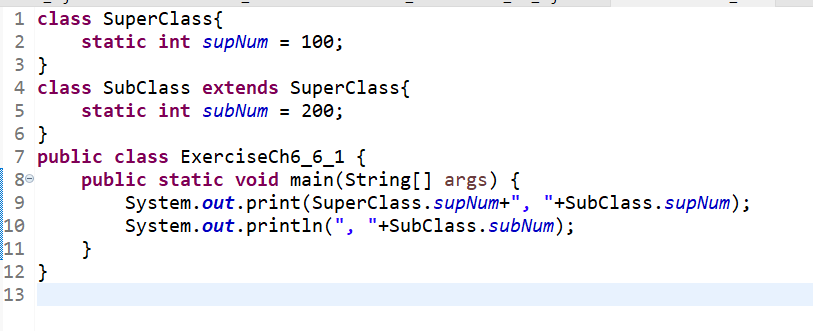 1 class SuperClass{
2     static int supNum = 100;
3 }
4 class SubClass extends SuperClass{
5     static int subNum = 200;
6 }
7 public class ExerciseCh6_6_1 {
8     public static void main(String[] args) {
9         System.out.print(SuperClass.supNum+", "+SubClass.supNum);
10         System.out.println(", "+SubClass.subNum);
11     }
12 }
13